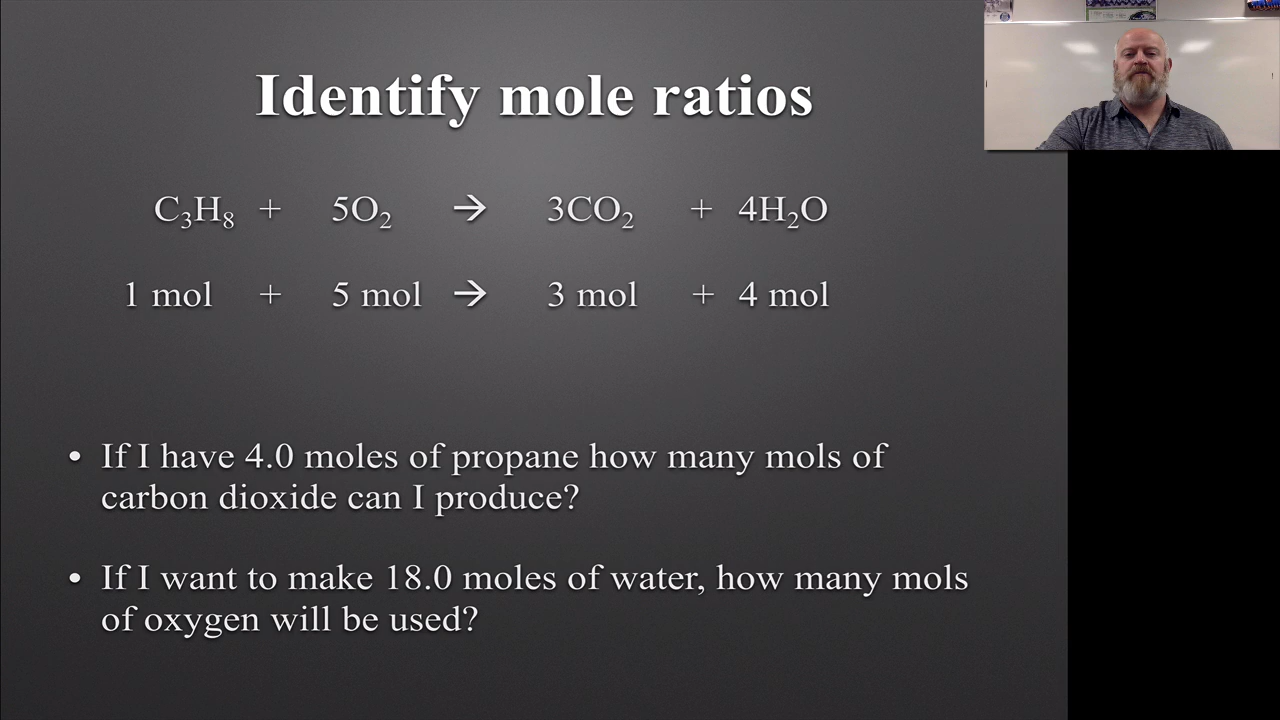 Identify mole ratios
C₃H₈ + 5O₂ → 3CO₂ + 4H₂O
1 mol + 5 mol → 3 mol + 4 mol
• If I have 4.0 moles of propane how many mols of
carbon dioxide can I produce?
• If I want to make 18.0 moles of water, how many mols
of oxygen will be used?